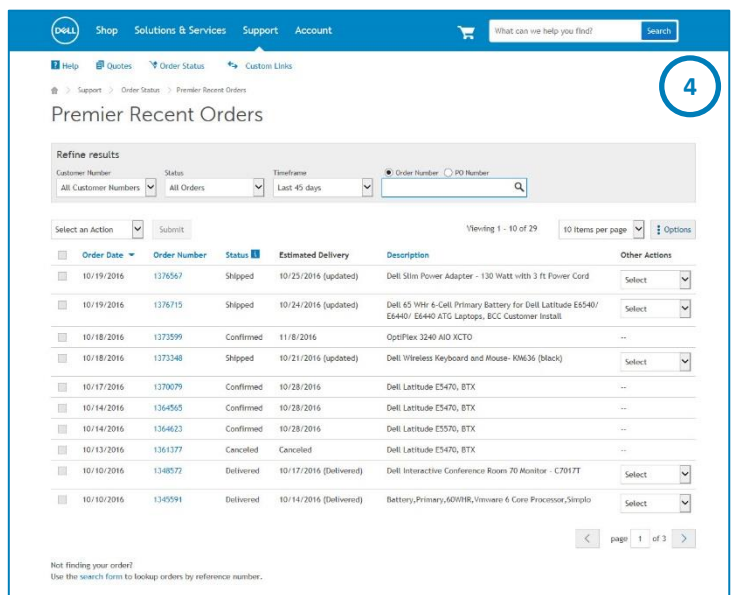 DELL Shop Solutions & Services Support Account What can we help you find? Search
Help Quotes Order Status Custom Links
4
> Support > Order Status > Premier Recent Orders
Premier Recent Orders
Refine results
Customer Number Status Timeframe Order Number PO Number
All Customer Numbers All Orders Last 45 days
Select an Action Submit Viewing 1 - 10 of 29 10 Items per page Options
Order Date Order Number Status Estimated Delivery Description Other Actions
10/19/2016 1376567 Shipped 10/25/2016 (updated) Dell Slim Power Adapter - 130 Watt with 3 ft Power Cord Select
10/19/2016 1376715 Shipped 10/24/2016 (updated) Dell 65 WHr 6-Cell Primary Battery for Dell Latitude E6540/ Select
E6440/ E6440 ATG Laptops, BCC Customer Install
10/18/2016 1373599 Confirmed 11/8/2016 OptiPlex 3240 AIO XCTO --
10/18/2016 1373348 Shipped 10/21/2016 (updated) Dell Wireless Keyboard and Mouse- KM636 (black) Select
10/17/2016 1370079 Confirmed 10/28/2016 Dell Latitude E5470, BTX --
10/14/2016 1364565 Confirmed 10/28/2016 Dell Latitude E5470, BTX --
10/14/2016 1364623 Confirmed 10/28/2016 Dell Latitude E5570, BTX --
10/13/2016 1361377 Canceled Canceled Dell Latitude E5470, BTX --
10/10/2016 1348572 Delivered 10/17/2016 (Delivered) Dell Interactive Conference Room 70 Monitor - C7017T Select
10/10/2016 1345591 Delivered 10/14/2016 (Delivered) Battery,Primary,60WHR,Vmware 6 Core Processor,Simplo Select
< page 1 of 3 >
Not finding your order?
Use the search form to lookup orders by reference number.